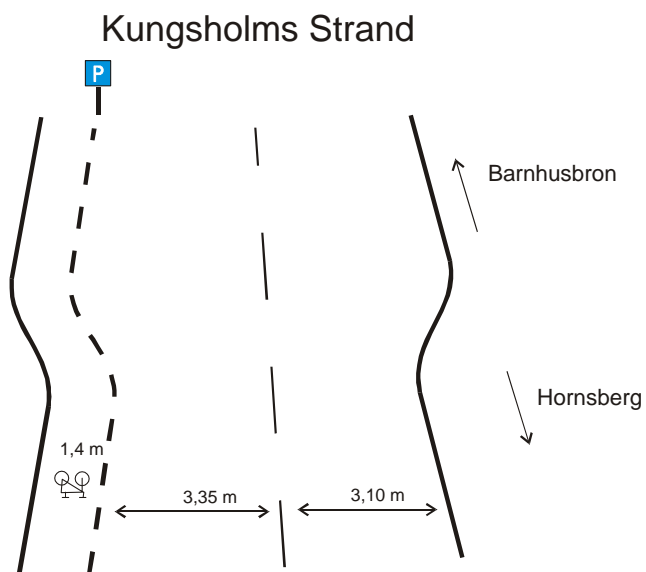 Kungsholms Strand
P
Barnhusbron
Hornsberg
1,4 m
3,35 m
3,10 m